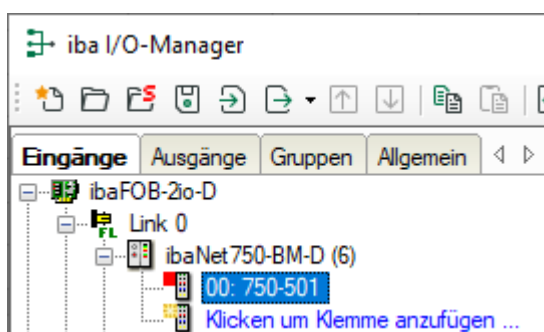 iba I/O-Manager
Eingänge Ausgänge Gruppen Allgemein
ibaFOB-2io-D
FL Link 0
ibaNet750-BM-D (6)
00: 750-501
Klicken um Klemme anzufügen ...